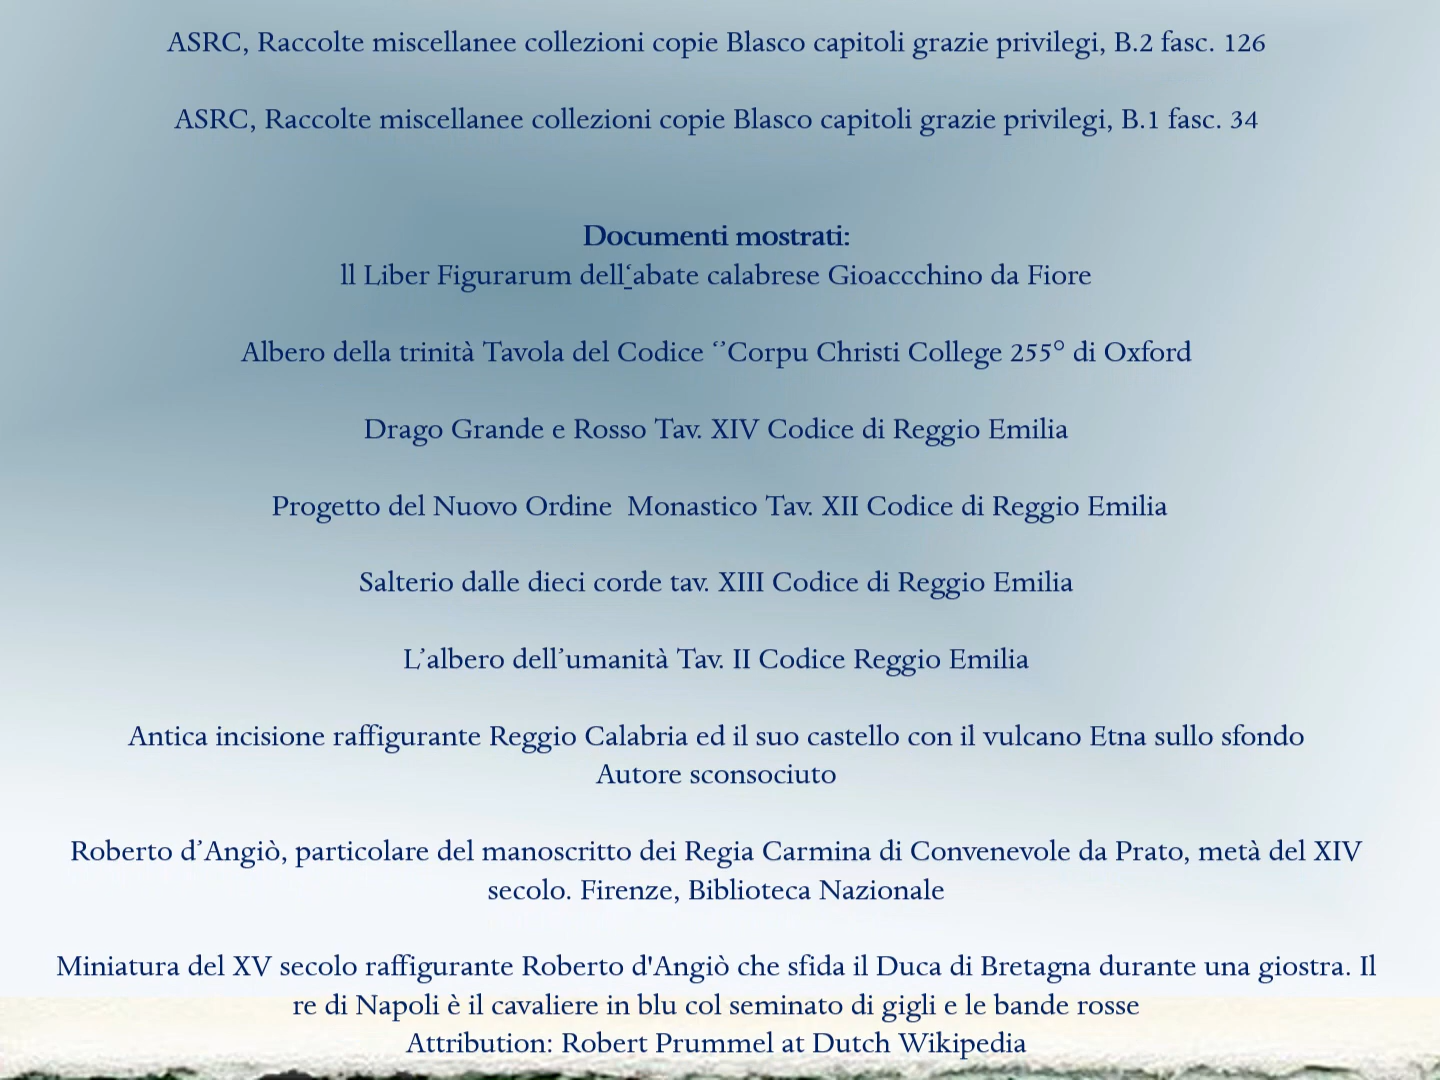 ASRC, Raccolte miscellanee collezioni copie Blasco capitoli grazie privilegi, B.2 fasc. 126
ASRC, Raccolte miscellanee collezioni copie Blasco capitoli grazie privilegi, B.1 fasc. 34
Documenti mostrati:
ll Liber Figurarum dell‘abate calabrese Gioaccchino da Fiore
Albero della trinità Tavola del Codice ‘’Corpu Christi College 255° di Oxford
Drago Grande e Rosso Tav. XIV Codice di Reggio Emilia
Progetto del Nuovo Ordine  Monastico Tav. XII Codice di Reggio Emilia
Salterio dalle dieci corde tav. XIII Codice di Reggio Emilia
L’albero dell’umanità Tav. II Codice Reggio Emilia
Antica incisione raffigurante Reggio Calabria ed il suo castello con il vulcano Etna sullo sfondo
Autore sconsociuto
Roberto d’Angiò, particolare del manoscritto dei Regia Carmina di Convenevole da Prato, metà del XIV
secolo. Firenze, Biblioteca Nazionale
Miniatura del XV secolo raffigurante Roberto d'Angiò che sfida il Duca di Bretagna durante una giostra. Il
re di Napoli è il cavaliere in blu col seminato di gigli e le bande rosse
Attribution: Robert Prummel at Dutch Wikipedia